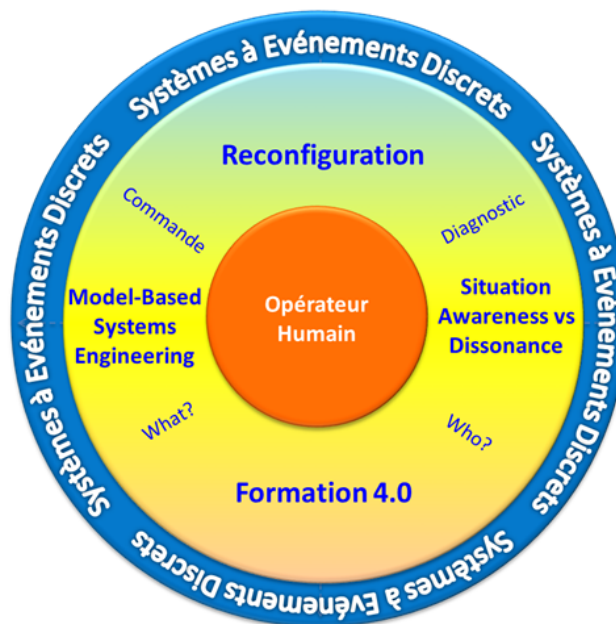 Systèmes à Evénements Discrets
Systèmes à Evénements Discrets
Systèmes à Evénements Discrets
Systèmes à Evénements Discrets
Reconfiguration
Commande
Diagnostic
Model-Based
Systems
Engineering
Opérateur
Humain
Situation
Awareness vs
Dissonance
What?
Who?
Formation 4.0